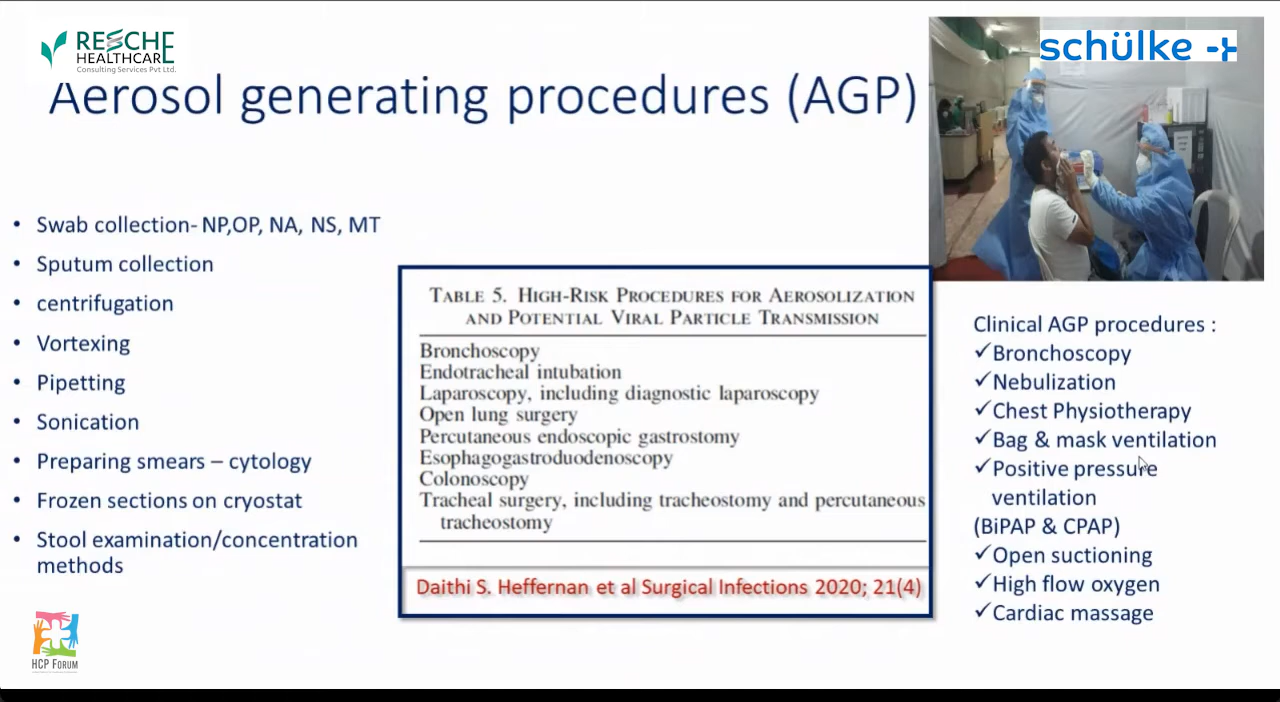 RESCHE
HEALTHCARE
Consulting Services Pvt Ltd.
schülke
Aerosol generating procedures (AGP)
• Swab collection- NP,OP, NA, NS, MT
• Sputum collection
• centrifugation
• Vortexing
• Pipetting
• Sonication
• Preparing smears – cytology
• Frozen sections on cryostat
• Stool examination/concentration
methods
TABLE 5. HIGH-RISK PROCEDURES FOR AEROSOLIZATION
AND POTENTIAL VIRAL PARTICLE TRANSMISSION
Bronchoscopy
Endotracheal intubation
Laparoscopy, including diagnostic laparoscopy
Open lung surgery
Percutaneous endoscopic gastrostomy
Esophagogastroduodenoscopy
Colonoscopy
Tracheal surgery, including tracheostomy and percutaneous
tracheostomy
Daithi S. Heffernan et al Surgical Infections 2020; 21(4)
Clinical AGP procedures :
✓Bronchoscopy
✓Nebulization
✓Chest Physiotherapy
✓Bag & mask ventilation
✓Positive pressure
ventilation
(BiPAP & CPAP)
✓Open suctioning
✓High flow oxygen
✓Cardiac massage
HCP FORUM